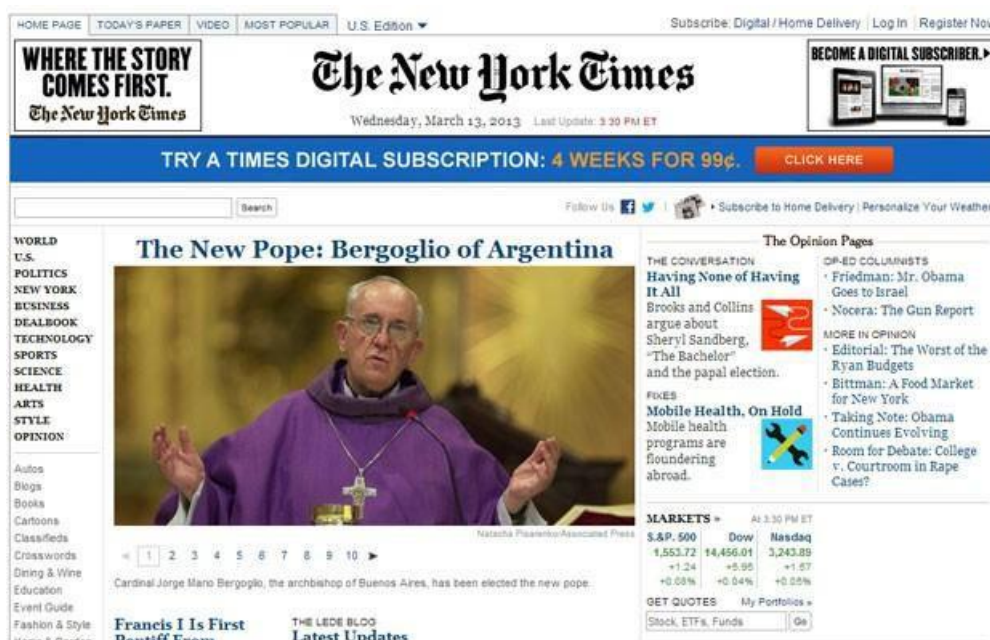 HOME PAGE TODAY'S PAPER VIDEO MOST POPULAR U.S. Edition
Subscribe: Digital / Home Delivery Log In Register Now
WHERE THE STORY
COMES FIRST.
The New York Times
The New York Times
Wednesday, March 13, 2013 Last Update: 3:30 PM ET
BECOME A DIGITAL SUBSCRIBER.
TRY A TIMES DIGITAL SUBSCRIPTION: 4 WEEKS FOR 99¢. CLICK HERE
Search
Follow Us
Subscribe to Home Delivery | Personalize Your Weather
WORLD
U.S.
POLITICS
NEW YORK
BUSINESS
DEALBOOK
TECHNOLOGY
SPORTS
SCIENCE
HEALTH
ARTS
STYLE
OPINION
Autos
Blogs
Books
Cartoons
Classifieds
Crosswords
Dining & Wine
Education
Event Guide
Fashion & Style
The New Pope: Bergoglio of Argentina
Natacha Pisarenko/Associated Press
1 2 3 4 5 6 7 8 9 10
Cardinal Jorge Mario Bergoglio, the archbishop of Buenos Aires, has been elected the new pope.
Francis I Is First
Pontiff From
THE LEDE BLOG
Latest Updates
The Opinion Pages
THE CONVERSATION
Having None of Having
It All
Brooks and Collins
argue about
Sheryl Sandberg,
"The Bachelor"
and the papal election.
FIXES
Mobile Health, On Hold
Mobile health
programs are
floundering
abroad.
OP-ED COLUMNISTS
· Friedman: Mr. Obama
Goes to Israel
· Nocera: The Gun Report
MORE IN OPINION
· Editorial: The Worst of the
Ryan Budgets
· Bittman: A Food Market
for New York
· Taking Note: Obama
Continues Evolving
· Room for Debate: College
v. Courtroom in Rape
Cases?
MARKETS » At 3:30 PM ET
S.&P. 500 Dow Nasdaq
1,553.72 14,456.01 3,243.89
+1.24 +5.95 +1.57
+0.08% +0.04% +0.05%
GET QUOTES My Portfolios »
Stock, ETFs, Funds Go